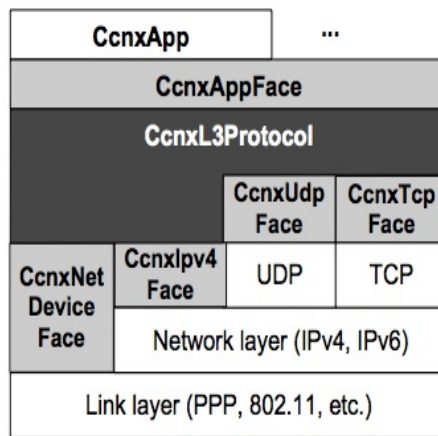 CcnxApp ...
CcnxAppFace
CcnxL3Protocol
CcnxUdp
Face
CcnxTcp
Face
CcnxNet
Device
Face
CcnxIpv4
Face
UDP
TCP
Network layer (IPv4, IPv6)
Link layer (PPP, 802.11, etc.)